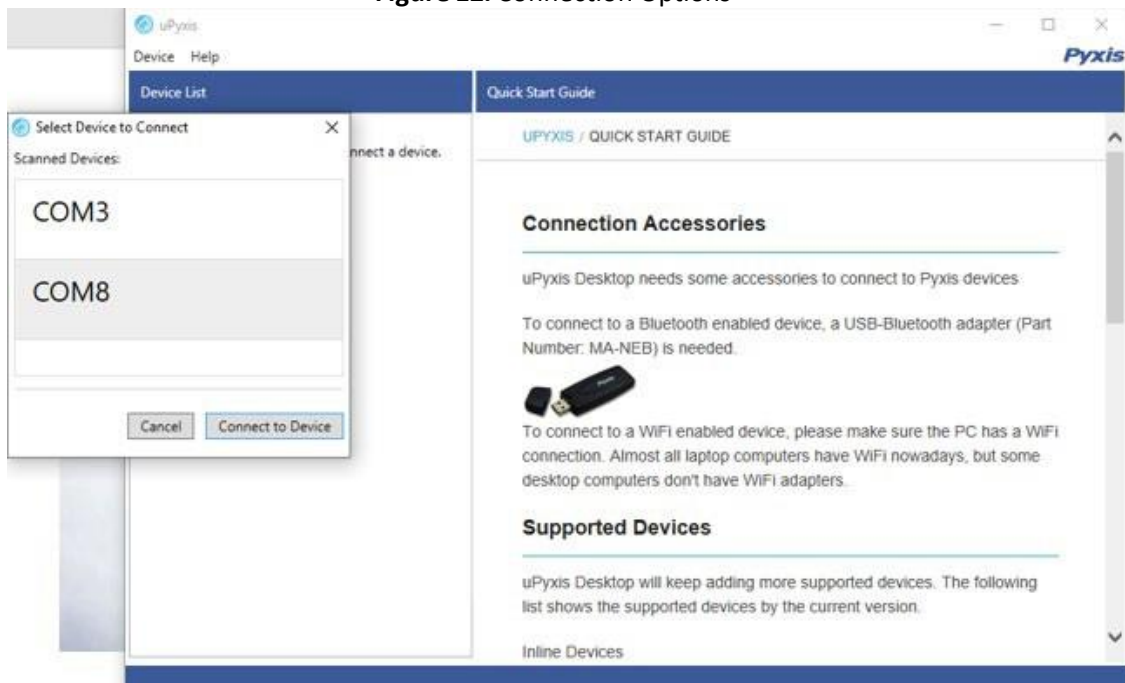 uPyxis
Device Help
Pyxis
Device List
Quick Start Guide
Select Device to Connect
Scanned Devices:
nnect a device.
COM3
COM8
Cancel Connect to Device
UPYXIS / QUICK START GUIDE
Connection Accessories
uPyxis Desktop needs some accessories to connect to Pyxis devices
To connect to a Bluetooth enabled device, a USB-Bluetooth adapter (Part
Number: MA-NEB) is needed.
To connect to a WiFi enabled device, please make sure the PC has a WiFi
connection. Almost all laptop computers have WiFi nowadays, but some
desktop computers don't have WiFi adapters.
Supported Devices
uPyxis Desktop will keep adding more supported devices. The following
list shows the supported devices by the current version.
Inline Devices